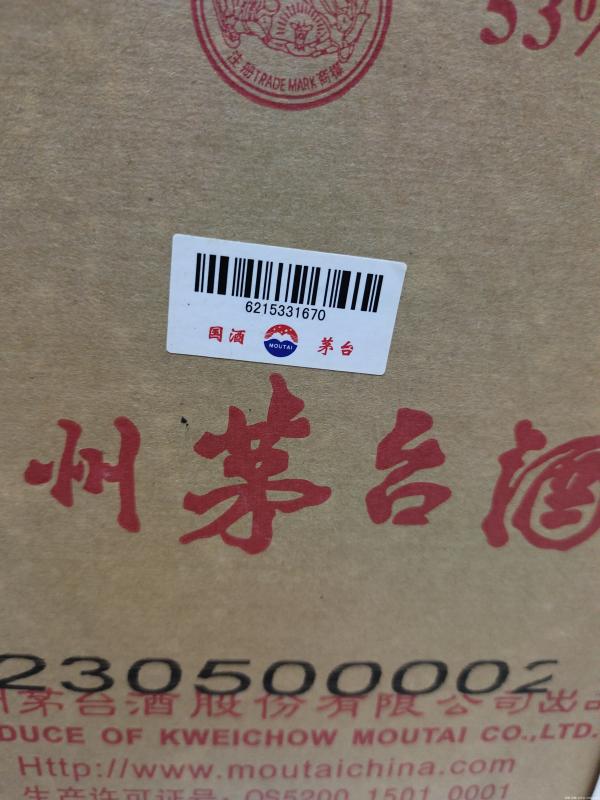 注册TRADE MARK商标
53%
6215331670
国酒 MOUTAI 茅台
州茅台酒
230500002
州茅台酒股份有限公司出品
DUCE OF KWEICHOW MOUTAI CO.,LTD.
Http://www.moutaichina.com
生产许可证号 QS5200 1501 0001